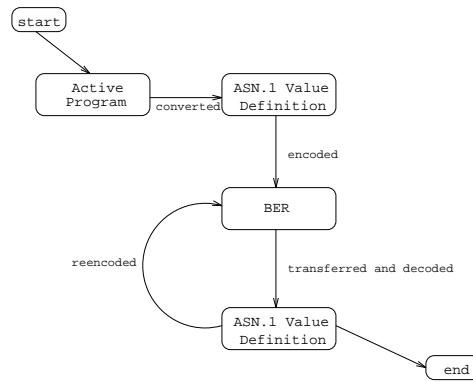 start
Active
Program
converted
ASN.1 Value
Definition
encoded
BER
reencoded
transferred and decoded
ASN.1 Value
Definition
end